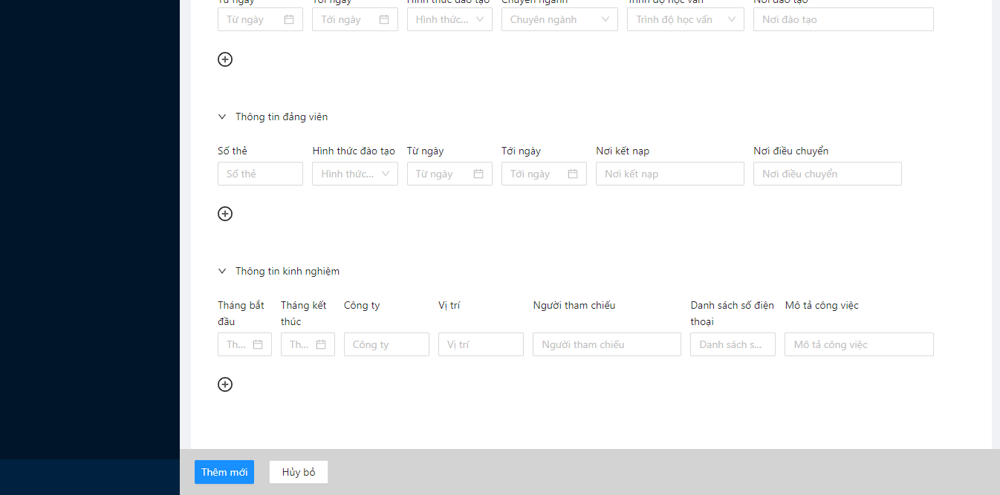 Từ ngày Tới ngày Hình thức đào tạo Chuyên ngành Trình độ học vấn Nơi đào tạo
Từ ngày Tới ngày Hình thức... Chuyên ngành Trình độ học vấn Nơi đào tạo
Thông tin đảng viên
Số thẻ Hình thức đào tạo Từ ngày Tới ngày Nơi kết nạp Nơi điều chuyển
Số thẻ Hình thức... Từ ngày Tới ngày Nơi kết nạp Nơi điều chuyển
Thông tin kinh nghiệm
Tháng bắt đầu Tháng kết thúc Công ty Vị trí Người tham chiếu Danh sách số điện thoại Mô tả công việc
Th... Th... Công ty Vị trí Người tham chiếu Danh sách s... Mô tả công việc
Thêm mới Hủy bỏ